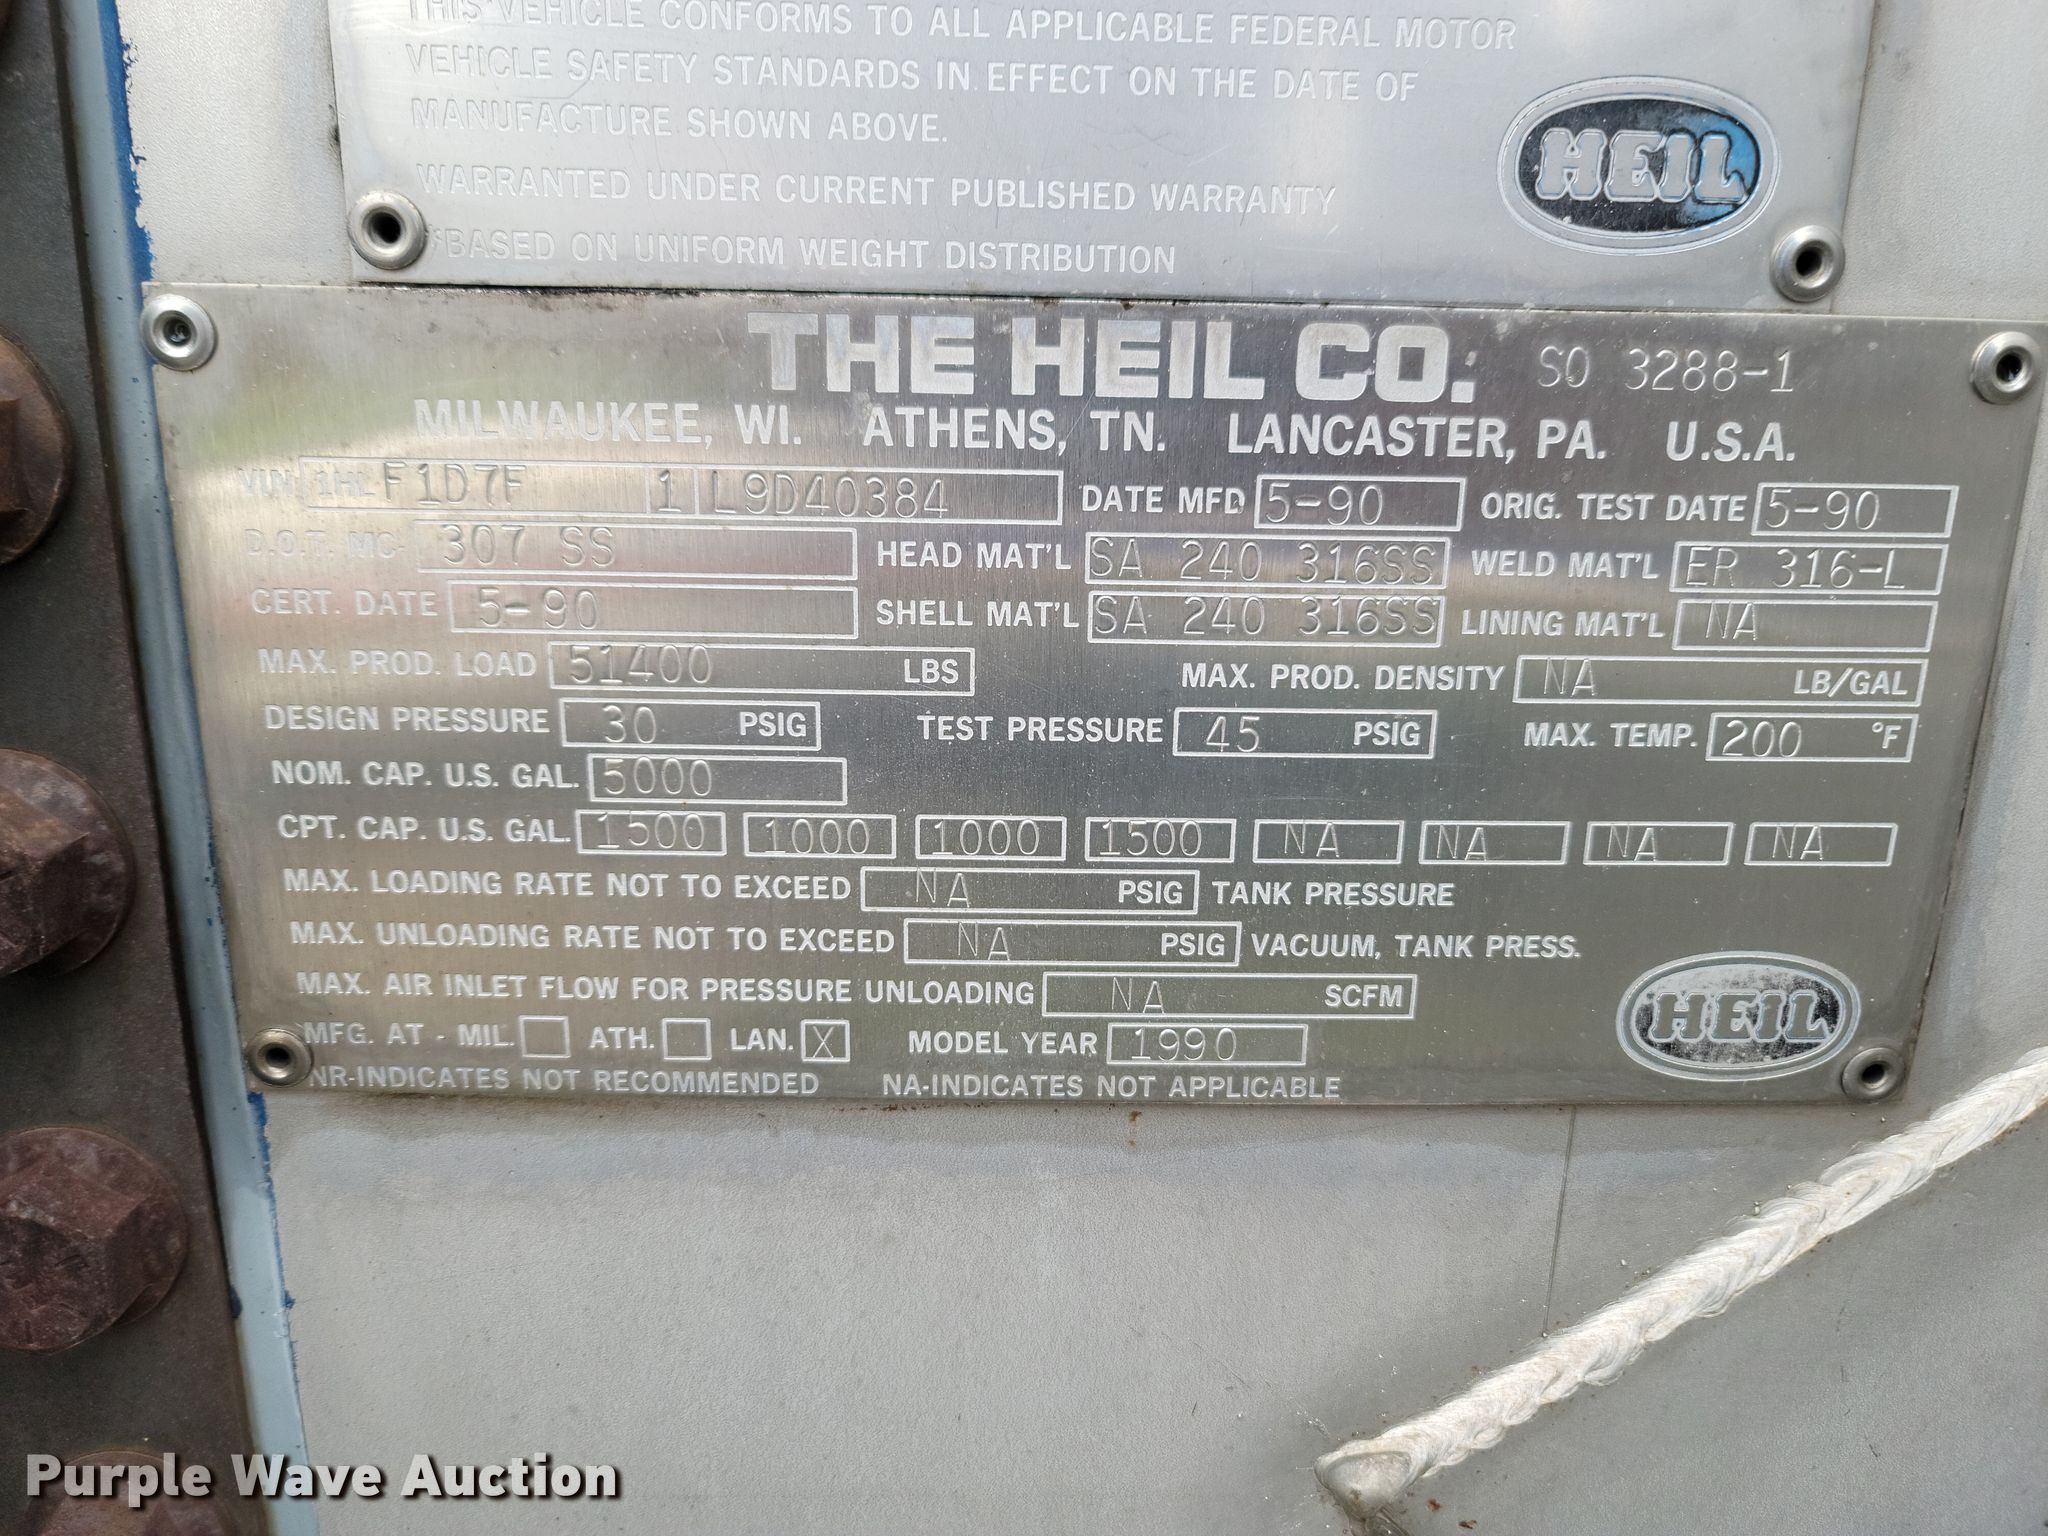 THIS VEHICLE CONFORMS TO ALL APPLICABLE FEDERAL MOTOR
VEHICLE SAFETY STANDARDS IN EFFECT ON THE DATE OF
MANUFACTURE SHOWN ABOVE.
WARRANTED UNDER CURRENT PUBLISHED WARRANTY
*BASED ON UNIFORM WEIGHT DISTRIBUTION
HEIL
THE HEIL CO. SO 3288-1
MILWAUKEE, WI. ATHENS, TN. LANCASTER, PA. U.S.A.
VIN 1HL F1D7F 1 L9D40384 DATE MFD 5-90 ORIG. TEST DATE 5-90
D.O.T. MC- 307 SS HEAD MAT'L SA 240 316SS WELD MAT'L ER 316-L
CERT. DATE 5-90 SHELL MAT'L SA 240 316SS LINING MAT'L NA
MAX. PROD. LOAD 51400 LBS MAX. PROD. DENSITY NA LB/GAL
DESIGN PRESSURE 30 PSIG TEST PRESSURE 45 PSIG MAX. TEMP. 200 °F
NOM. CAP. U.S. GAL. 5000
CPT. CAP. U.S. GAL. 1500 1000 1000 1500 NA NA NA NA
MAX. LOADING RATE NOT TO EXCEED NA PSIG TANK PRESSURE
MAX. UNLOADING RATE NOT TO EXCEED NA PSIG VACUUM, TANK PRESS.
MAX. AIR INLET FLOW FOR PRESSURE UNLOADING NA SCFM
MFG. AT - MIL. ATH. LAN. X MODEL YEAR 1990
HEIL
NR-INDICATES NOT RECOMMENDED NA-INDICATES NOT APPLICABLE
Purple Wave Auction